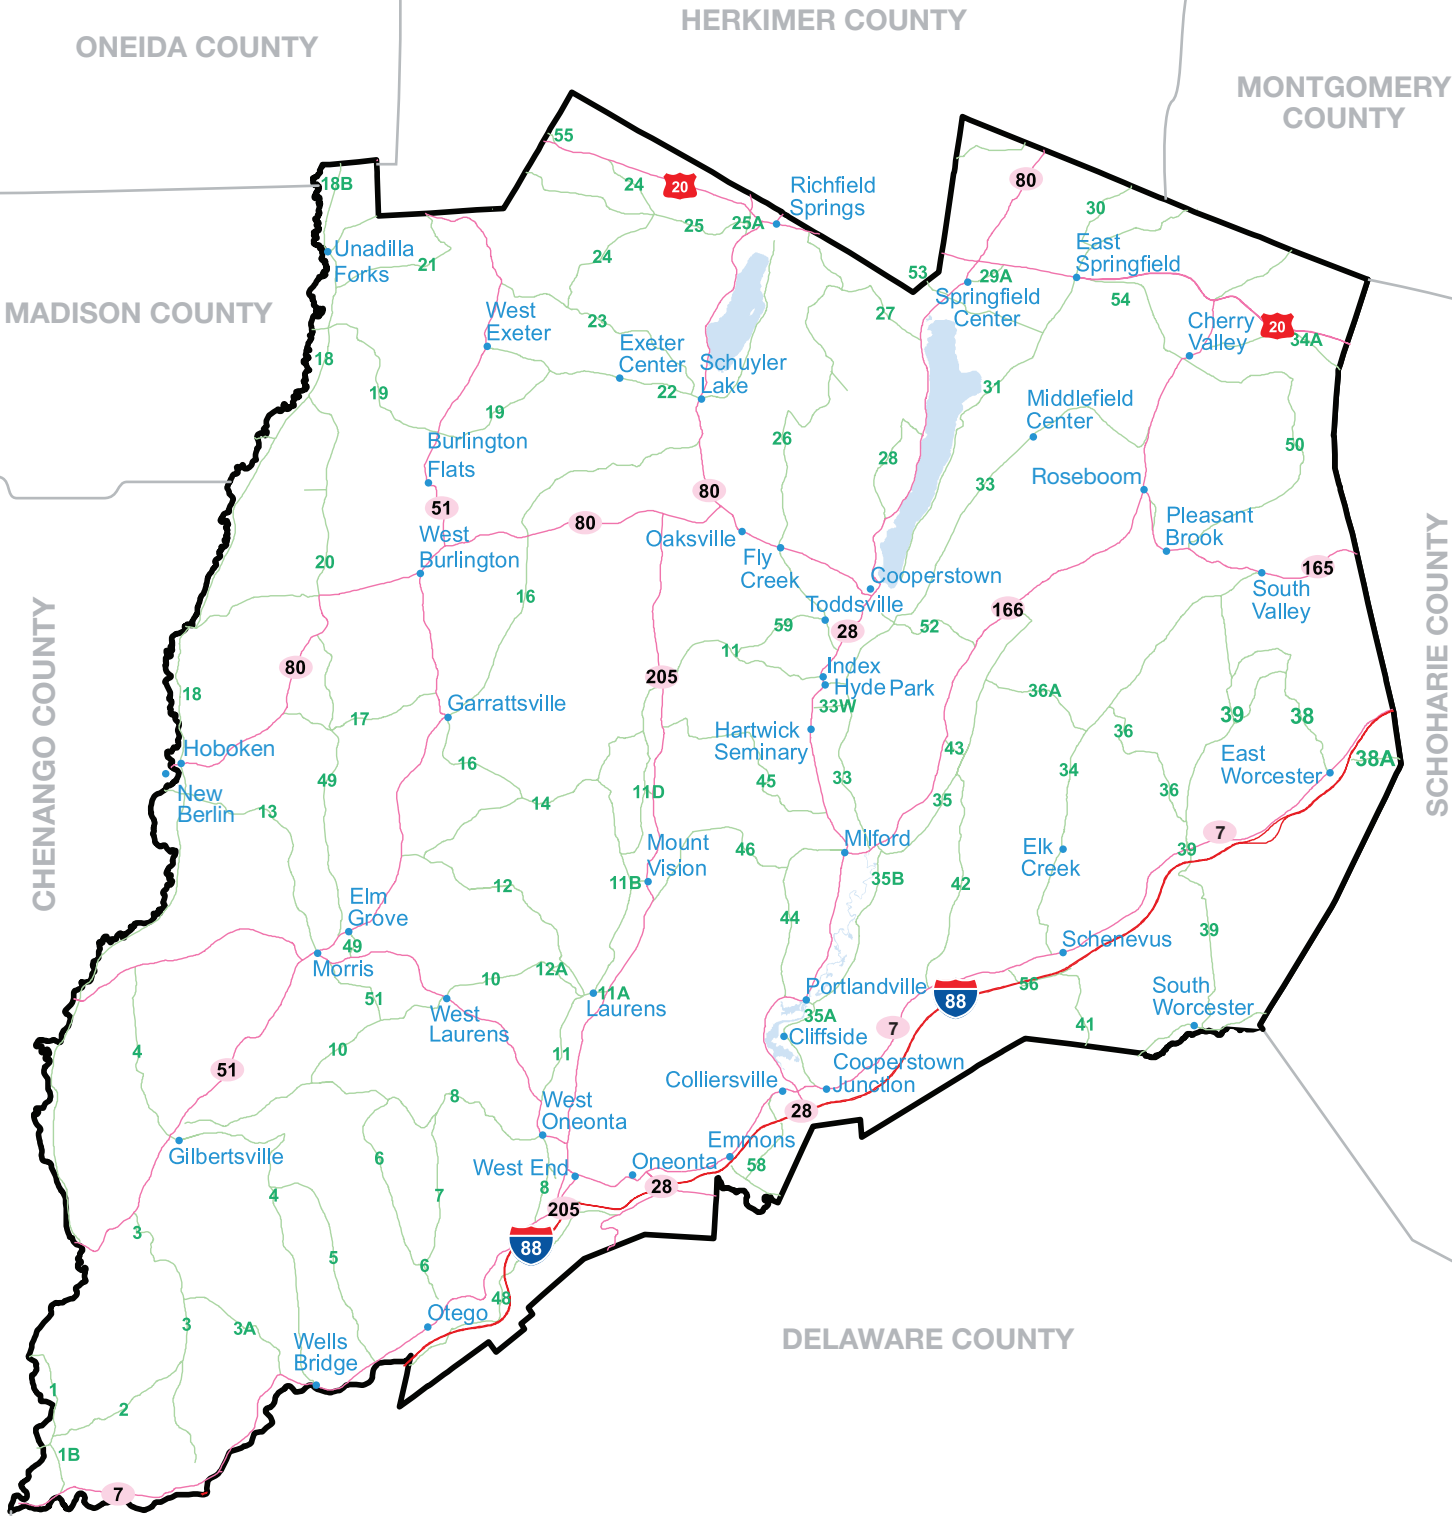 HERKIMER COUNTY
ONEIDA COUNTY
MONTGOMERY
COUNTY
55
18B
24
20
80
Richfield
Springs
25
25A
30
Unadilla
Forks
21
24
East
Springfield
53
29A
Springfield
Center
54
MADISON COUNTY
West
Exeter
23
27
Cherry
Valley
20
34A
Exeter
Center
18
Schuyler
Lake
22
19
19
31
Middlefield
Center
Burlington
Flats
26
28
50
33
Roseboom
51
80
80
West
Burlington
Oaksville
Fly
Creek
Pleasant
Brook
20
165
South
Valley
Cooperstown
16
Toddsville
166
59
28
52
11
80
205
Index
Hyde Park
18
36A
33W
17
Garrattsville
Hartwick
Seminary
39
38
36
Hoboken
43
East
Worcester
38A
16
49
45
33
34
36
New
Berlin
13
14
11D
35
7
SCHOHARIE COUNTY
CHENANGO COUNTY
Milford
Mount
Vision
46
Elk
Creek
39
12
11B
35B
42
Elm
Grove
44
39
49
Schenevus
Morris
12A
10
56
51
11A
Laurens
Portlandville
88
South
Worcester
West
Laurens
35A
7
41
Cliffside
10
4
11
51
Cooperstown
Junction
Colliersville
8
West
Oneonta
28
Gilbertsville
Emmons
6
West End
Oneonta
58
4
7
8
28
205
3
88
5
6
48
Otego
3
3A
Wells
Bridge
DELAWARE COUNTY
1
2
1B
7